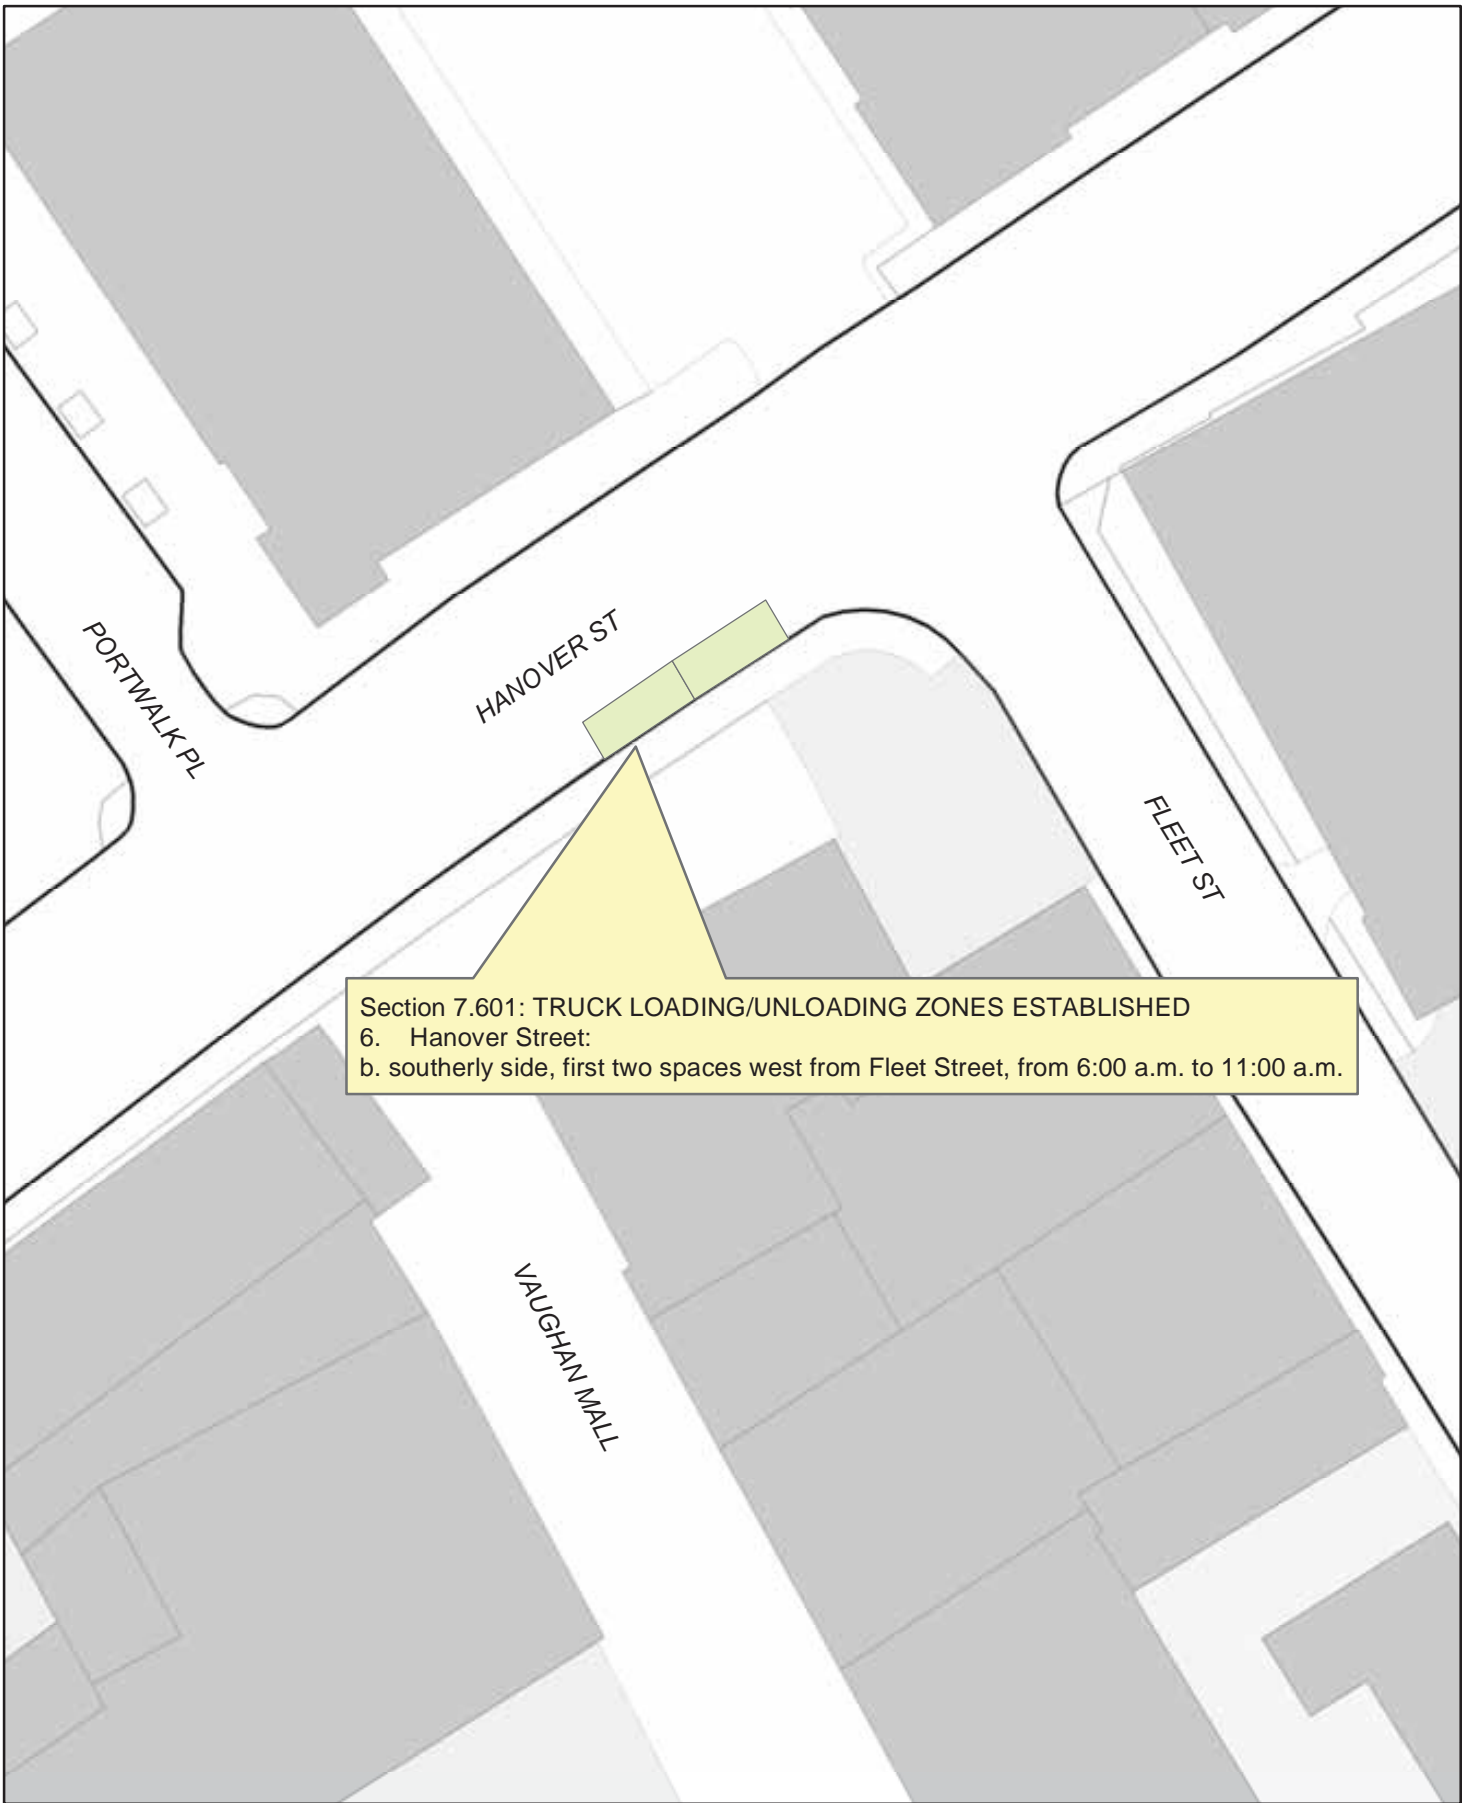 HANOVER ST
PORTWALK PL
FLEET ST
Section 7.601: TRUCK LOADING/UNLOADING ZONES ESTABLISHED
6. Hanover Street:
b. southerly side, first two spaces west from Fleet Street, from 6:00 a.m. to 11:00 a.m.
VAUGHAN MALL